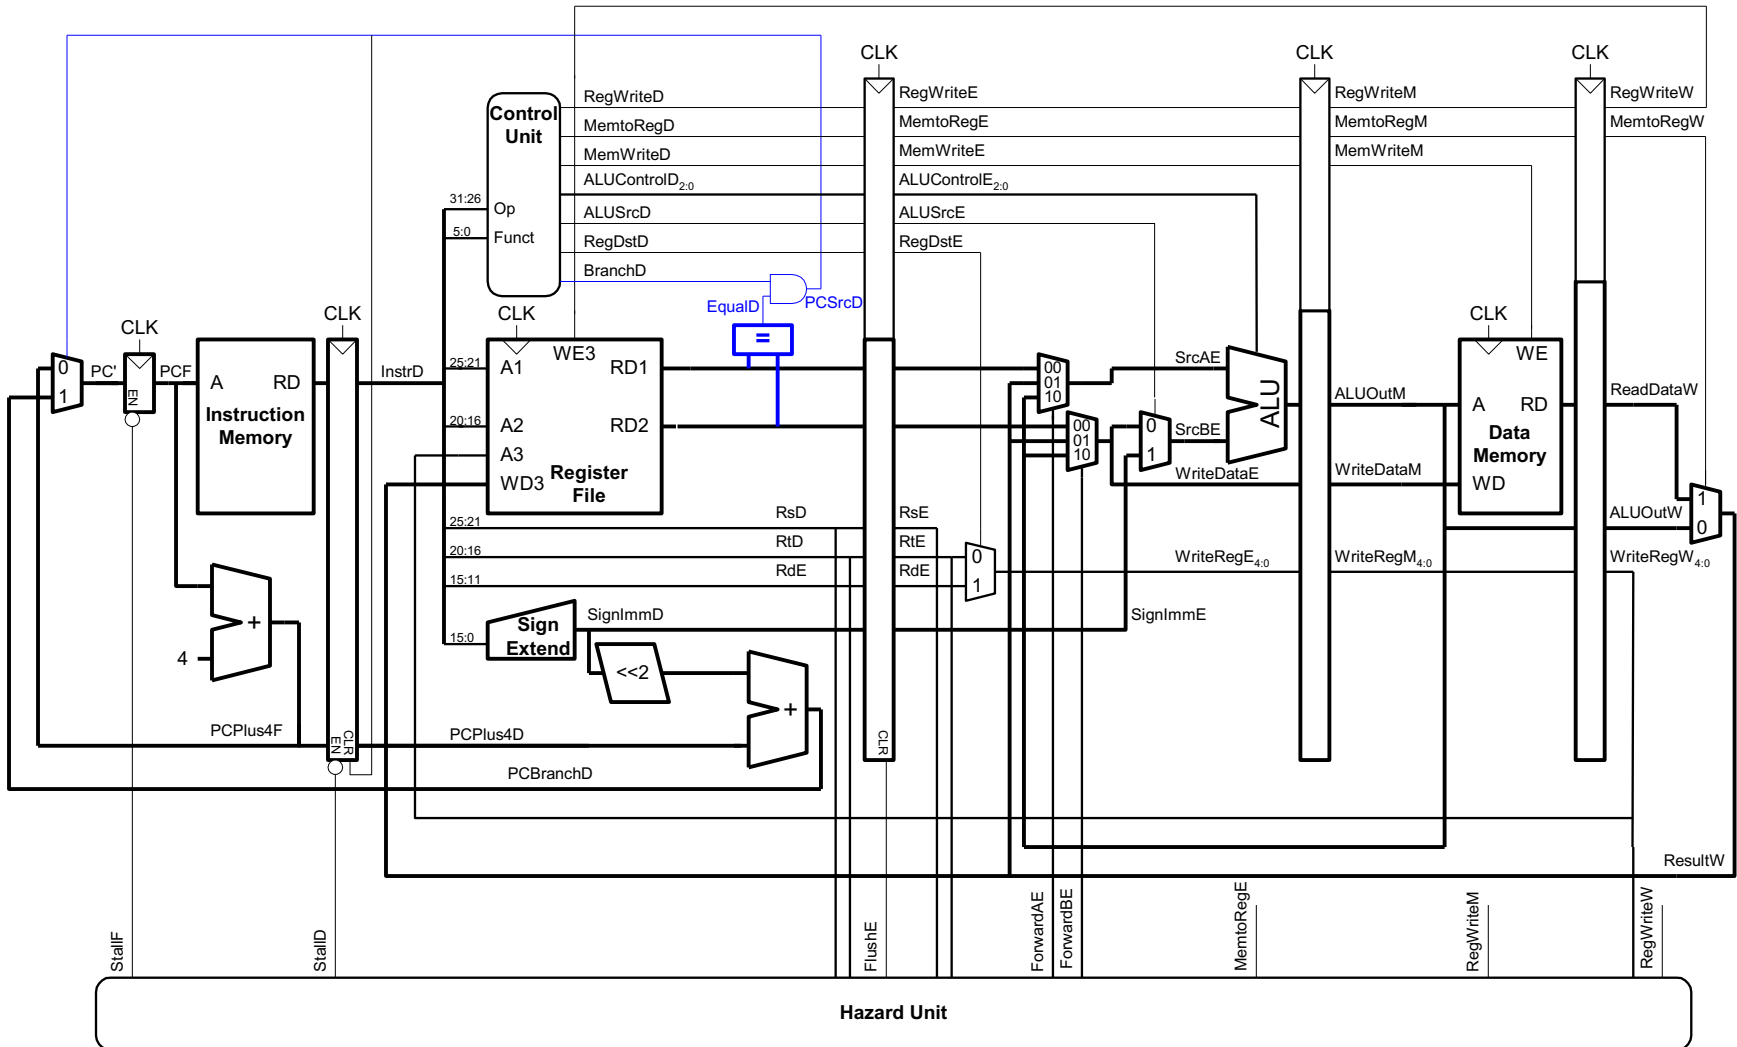 CLK
CLK
CLK
Control
Unit
Op
Funct
31:26
5:0
RegWriteD
MemtoRegD
MemWriteD
ALUControlD2:0
ALUSrcD
RegDstD
BranchD
RegWriteE
MemtoRegE
MemWriteE
ALUControlE2:0
ALUSrcE
RegDstE
RegWriteM
MemtoRegM
MemWriteM
RegWriteW
MemtoRegW
EqualD
PCSrcD
=
CLK
CLK
CLK
CLK
0
1
PC'
EN
PCF
A
RD
Instruction
Memory
InstrD
25:21
20:16
A1
A2
A3
WD3
WE3
RD1
RD2
Register
File
00
01
10
00
01
10
0
1
SrcAE
SrcBE
ALU
WriteDataE
ALUOutM
WriteDataM
A
RD
WE
WD
Data
Memory
ReadDataW
ALUOutW
1
0
25:21
20:16
15:11
15:0
RsD
RtD
RdE
RsE
RtE
RdE
0
1
WriteRegE4:0
WriteRegM4:0
WriteRegW4:0
Sign
Extend
SignImmD
SignImmE
<<2
+
4
+
PCPlus4F
EN
CLR
PCPlus4D
CLR
PCBranchD
ResultW
StallF
StallD
FlushE
ForwardAE
ForwardBE
MemtoRegE
RegWriteM
RegWriteW
Hazard Unit